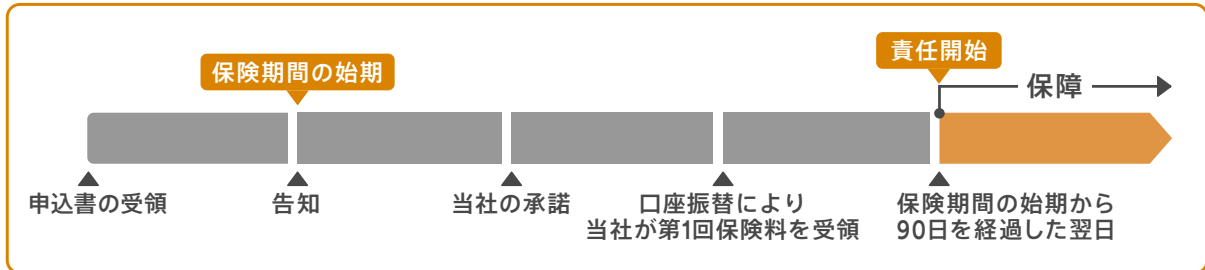 保険期間の始期
責任開始
保障
申込書の受領
告知
当社の承諾
口座振替により
当社が第1回保険料を受領
保険期間の始期から
90日を経過した翌日